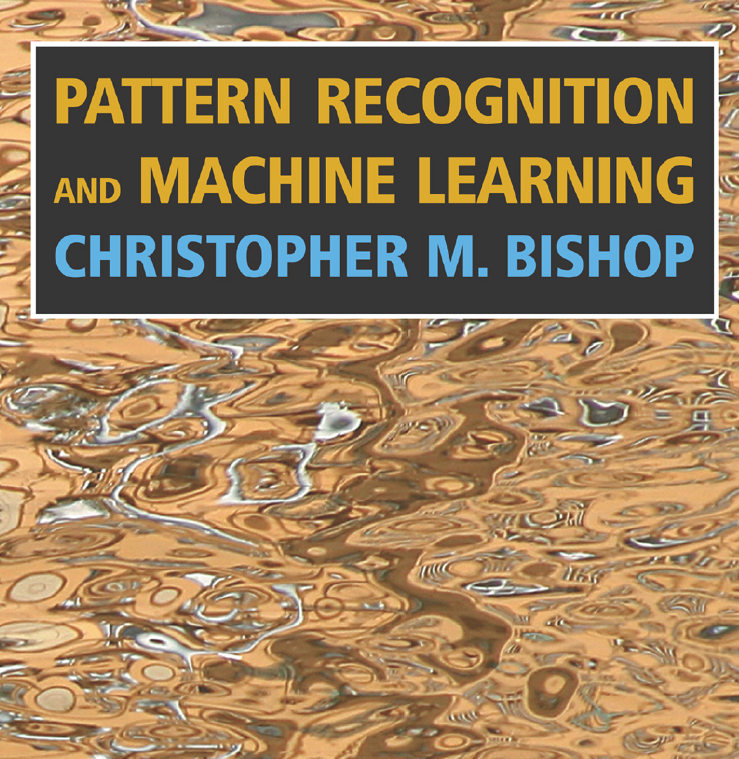 PATTERN RECOGNITION
AND MACHINE LEARNING
CHRISTOPHER M. BISHOP